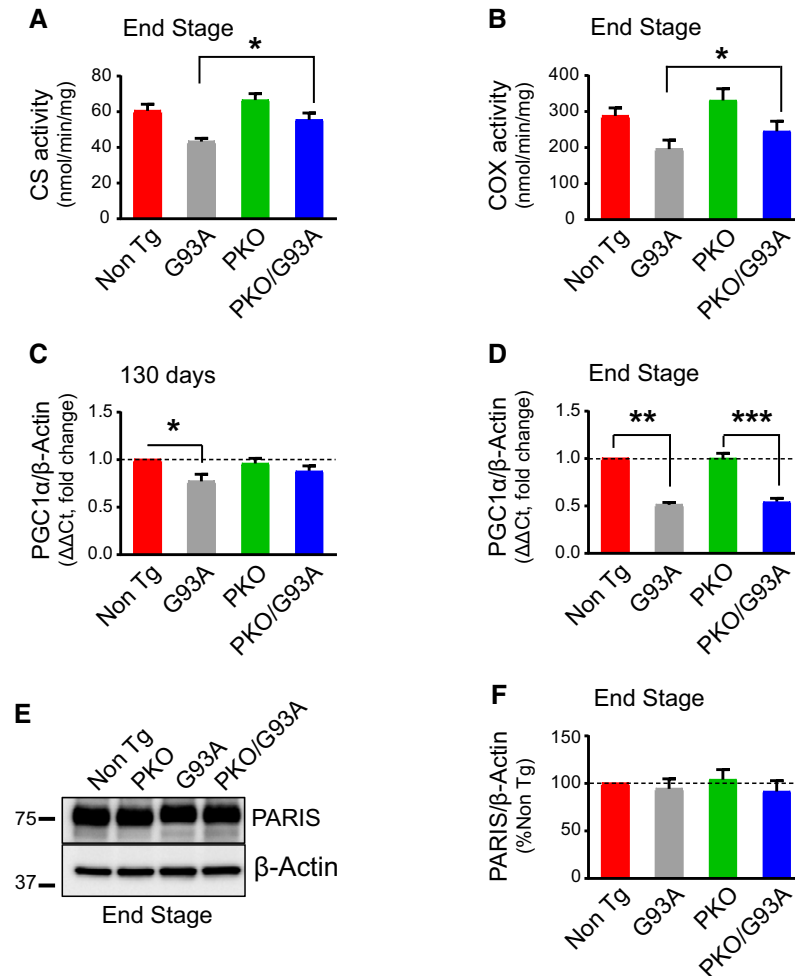 A
End Stage
*
CS activity
(nmol/min/mg)
80
60
40
20
0
Non Tg
G93A
PKO
PKO/G93A
B
End Stage
*
COX activity
(nmol/min/mg)
400
300
200
100
0
Non Tg
G93A
PKO
PKO/G93A
C
130 days
*
PGC1α/β-Actin
(ΔΔCt, fold change)
1.5
1.0
0.5
0.0
Non Tg
G93A
PKO
PKO/G93A
D
End Stage
**
***
PGC1α/β-Actin
(ΔΔCt, fold change)
1.5
1.0
0.5
0.0
Non Tg
G93A
PKO
PKO/G93A
E
Non Tg
PKO
G93A
PKO/G93A
75
PARIS
β-Actin
37
End Stage
F
End Stage
PARIS/β-Actin
(%Non Tg)
150
100
50
0
Non Tg
G93A
PKO
PKO/G93A